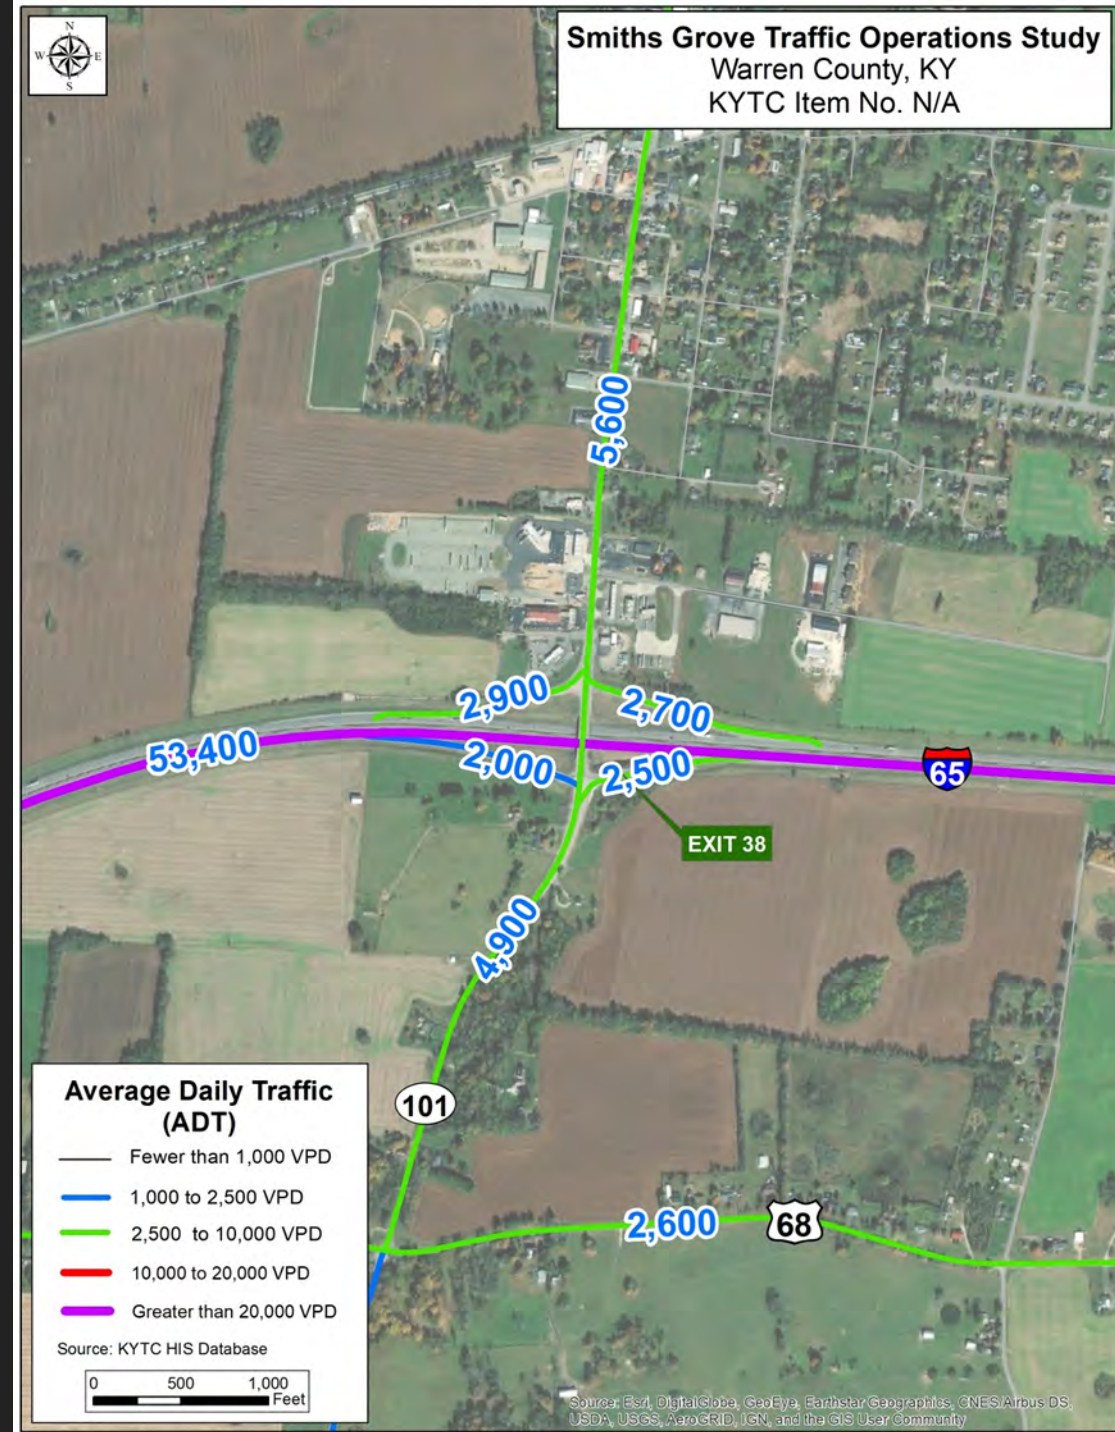 N
W E
S
Smiths Grove Traffic Operations Study
Warren County, KY
KYTC Item No. N/A
5,600
2,900
2,700
53,400
2,000
2,500
65
EXIT 38
4,900
101
2,600
68
Average Daily Traffic
(ADT)
Fewer than 1,000 VPD
1,000 to 2,500 VPD
2,500 to 10,000 VPD
10,000 to 20,000 VPD
Greater than 20,000 VPD
Source: KYTC HIS Database
0 500 1,000
Feet
Source: Esri, DigitalGlobe, GeoEye, Earthstar Geographics, CNES/Airbus DS,
USDA, USGS, AeroGRID, IGN, and the GIS User Community